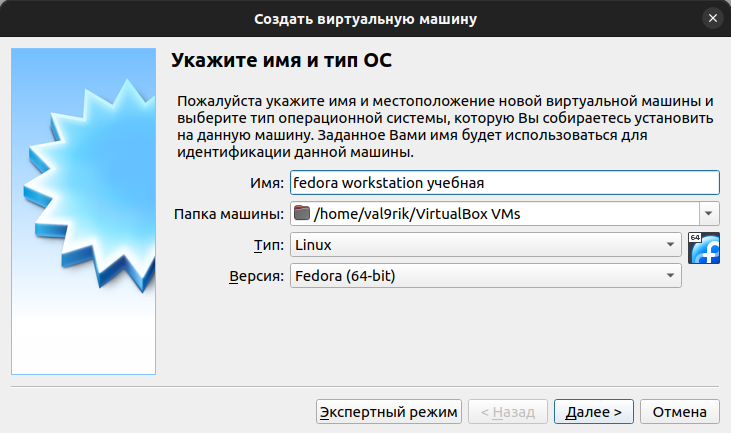 Создать виртуальную машину
Укажите имя и тип ОС
Пожалуйста укажите имя и местоположение новой виртуальной машины и
выберите тип операционной системы, которую Вы собираетесь установить
на данную машину. Заданное Вами имя будет использоваться для
идентификации данной машины.
Имя: fedora workstation учебная
Папка машины: /home/val9rik/VirtualBox VMs
Тип: Linux
64
Версия: Fedora (64-bit)
Экспертный режим < Назад Далее > Отмена